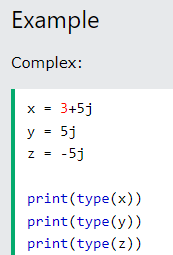 Example
Complex:
x = 3+5j
y = 5j
z = -5j
print(type(x))
print(type(y))
print(type(z))